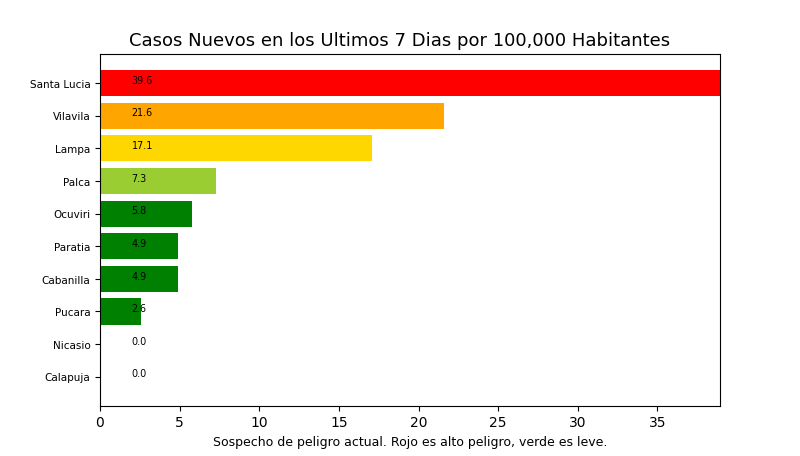 Casos Nuevos en los Ultimos 7 Dias por 100,000 Habitantes
Santa Lucia 39.6
Vilavila 21.6
Lampa 17.1
Palca 7.3
Ocuviri 5.8
Paratia 4.9
Cabanilla 4.9
Pucara 2.6
Nicasio 0.0
Calapuja 0.0
0 5 10 15 20 25 30 35
Sospecho de peligro actual. Rojo es alto peligro, verde es leve.